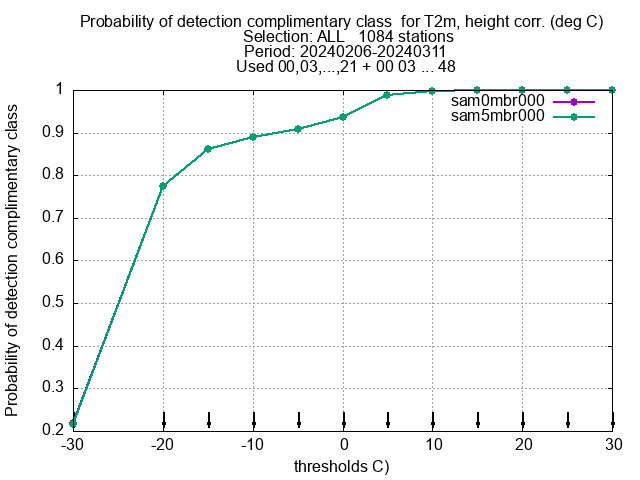 Probability of detection complimentary class  for T2m, height corr. (deg C)
Selection: ALL   1084 stations
Period: 20240206-20240311
Used 00,03,...,21 + 00 03 ... 48
Probability of detection complimentary class
1
0.9
0.8
0.7
0.6
0.5
0.4
0.3
0.2
sam0mbr000
sam5mbr000
-30
-20
-10
0
10
20
30
thresholds C)